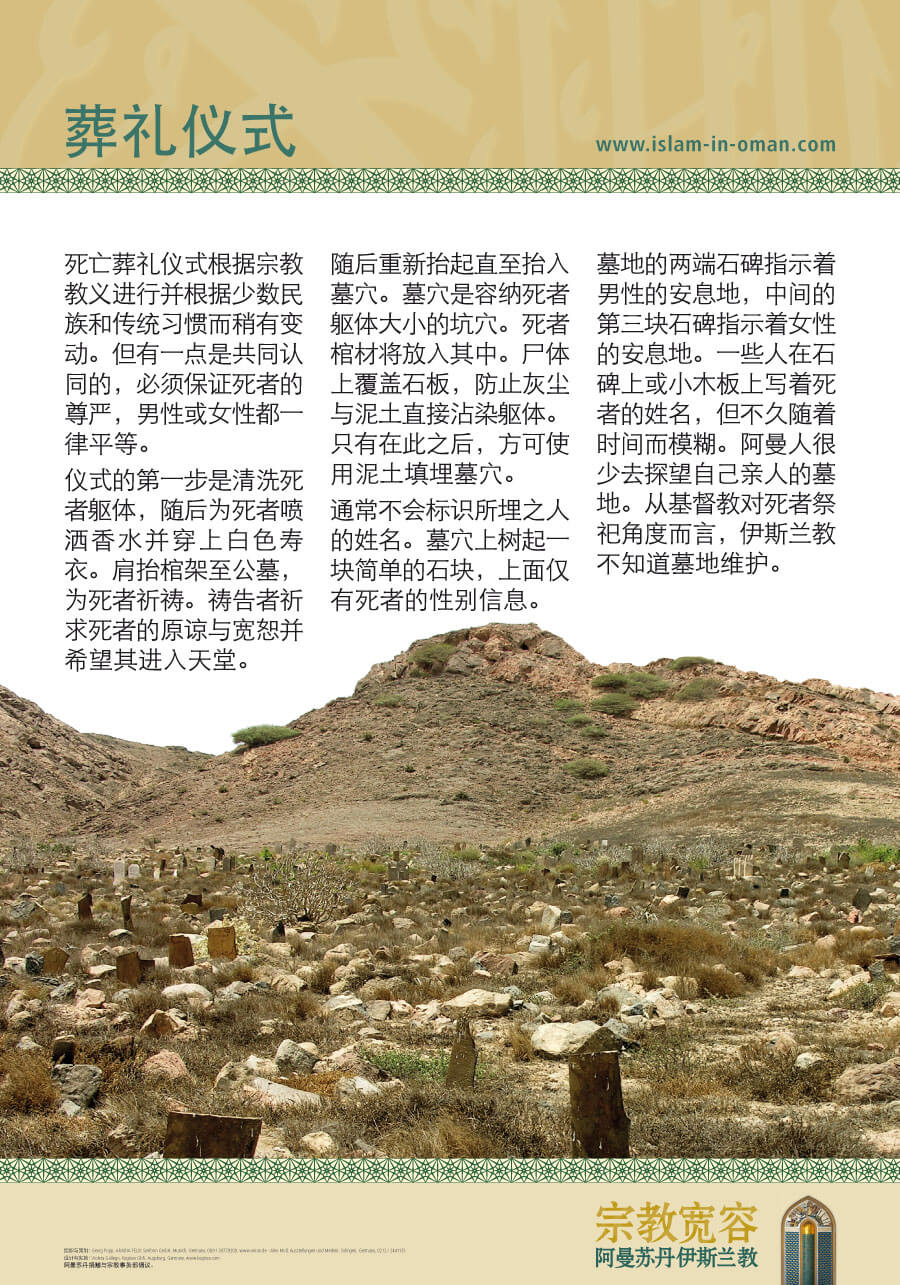 葬礼仪式
www.islam-in-oman.com
死亡葬礼仪式根据宗教
教义进行并根据少数民
族和传统习惯而稍有变
动。但有一点是共同认
同的，必须保证死者的
尊严，男性或女性都一
律平等。
仪式的第一步是清洗死
者躯体，随后为死者喷
洒香水并穿上白色寿
衣。肩抬棺架至公墓，
为死者祈祷。祷告者祈
求死者的原谅与宽恕并
希望其进入天堂。
随后重新抬起直至抬入
墓穴。墓穴是容纳死者
躯体大小的坑穴。死者
棺材将放入其中。尸体
上覆盖石板，防止灰尘
与泥土直接沾染躯体。
只有在此之后，方可使
用泥土填埋墓穴。
通常不会标识所埋之人
的姓名。墓穴上树起一
块简单的石块，上面仅
有死者的性别信息。
墓地的两端石碑指示着
男性的安息地，中间的
第三块石碑指示着女性
的安息地。一些人在石
碑上或小木板上写着死
者的姓名，但不久随着
时间而模糊。阿曼人很
少去探望自己亲人的墓
地。从基督教对死者祭
祀角度而言，伊斯兰教
不知道墓地维护。
宗教宽容
阿曼苏丹伊斯兰教